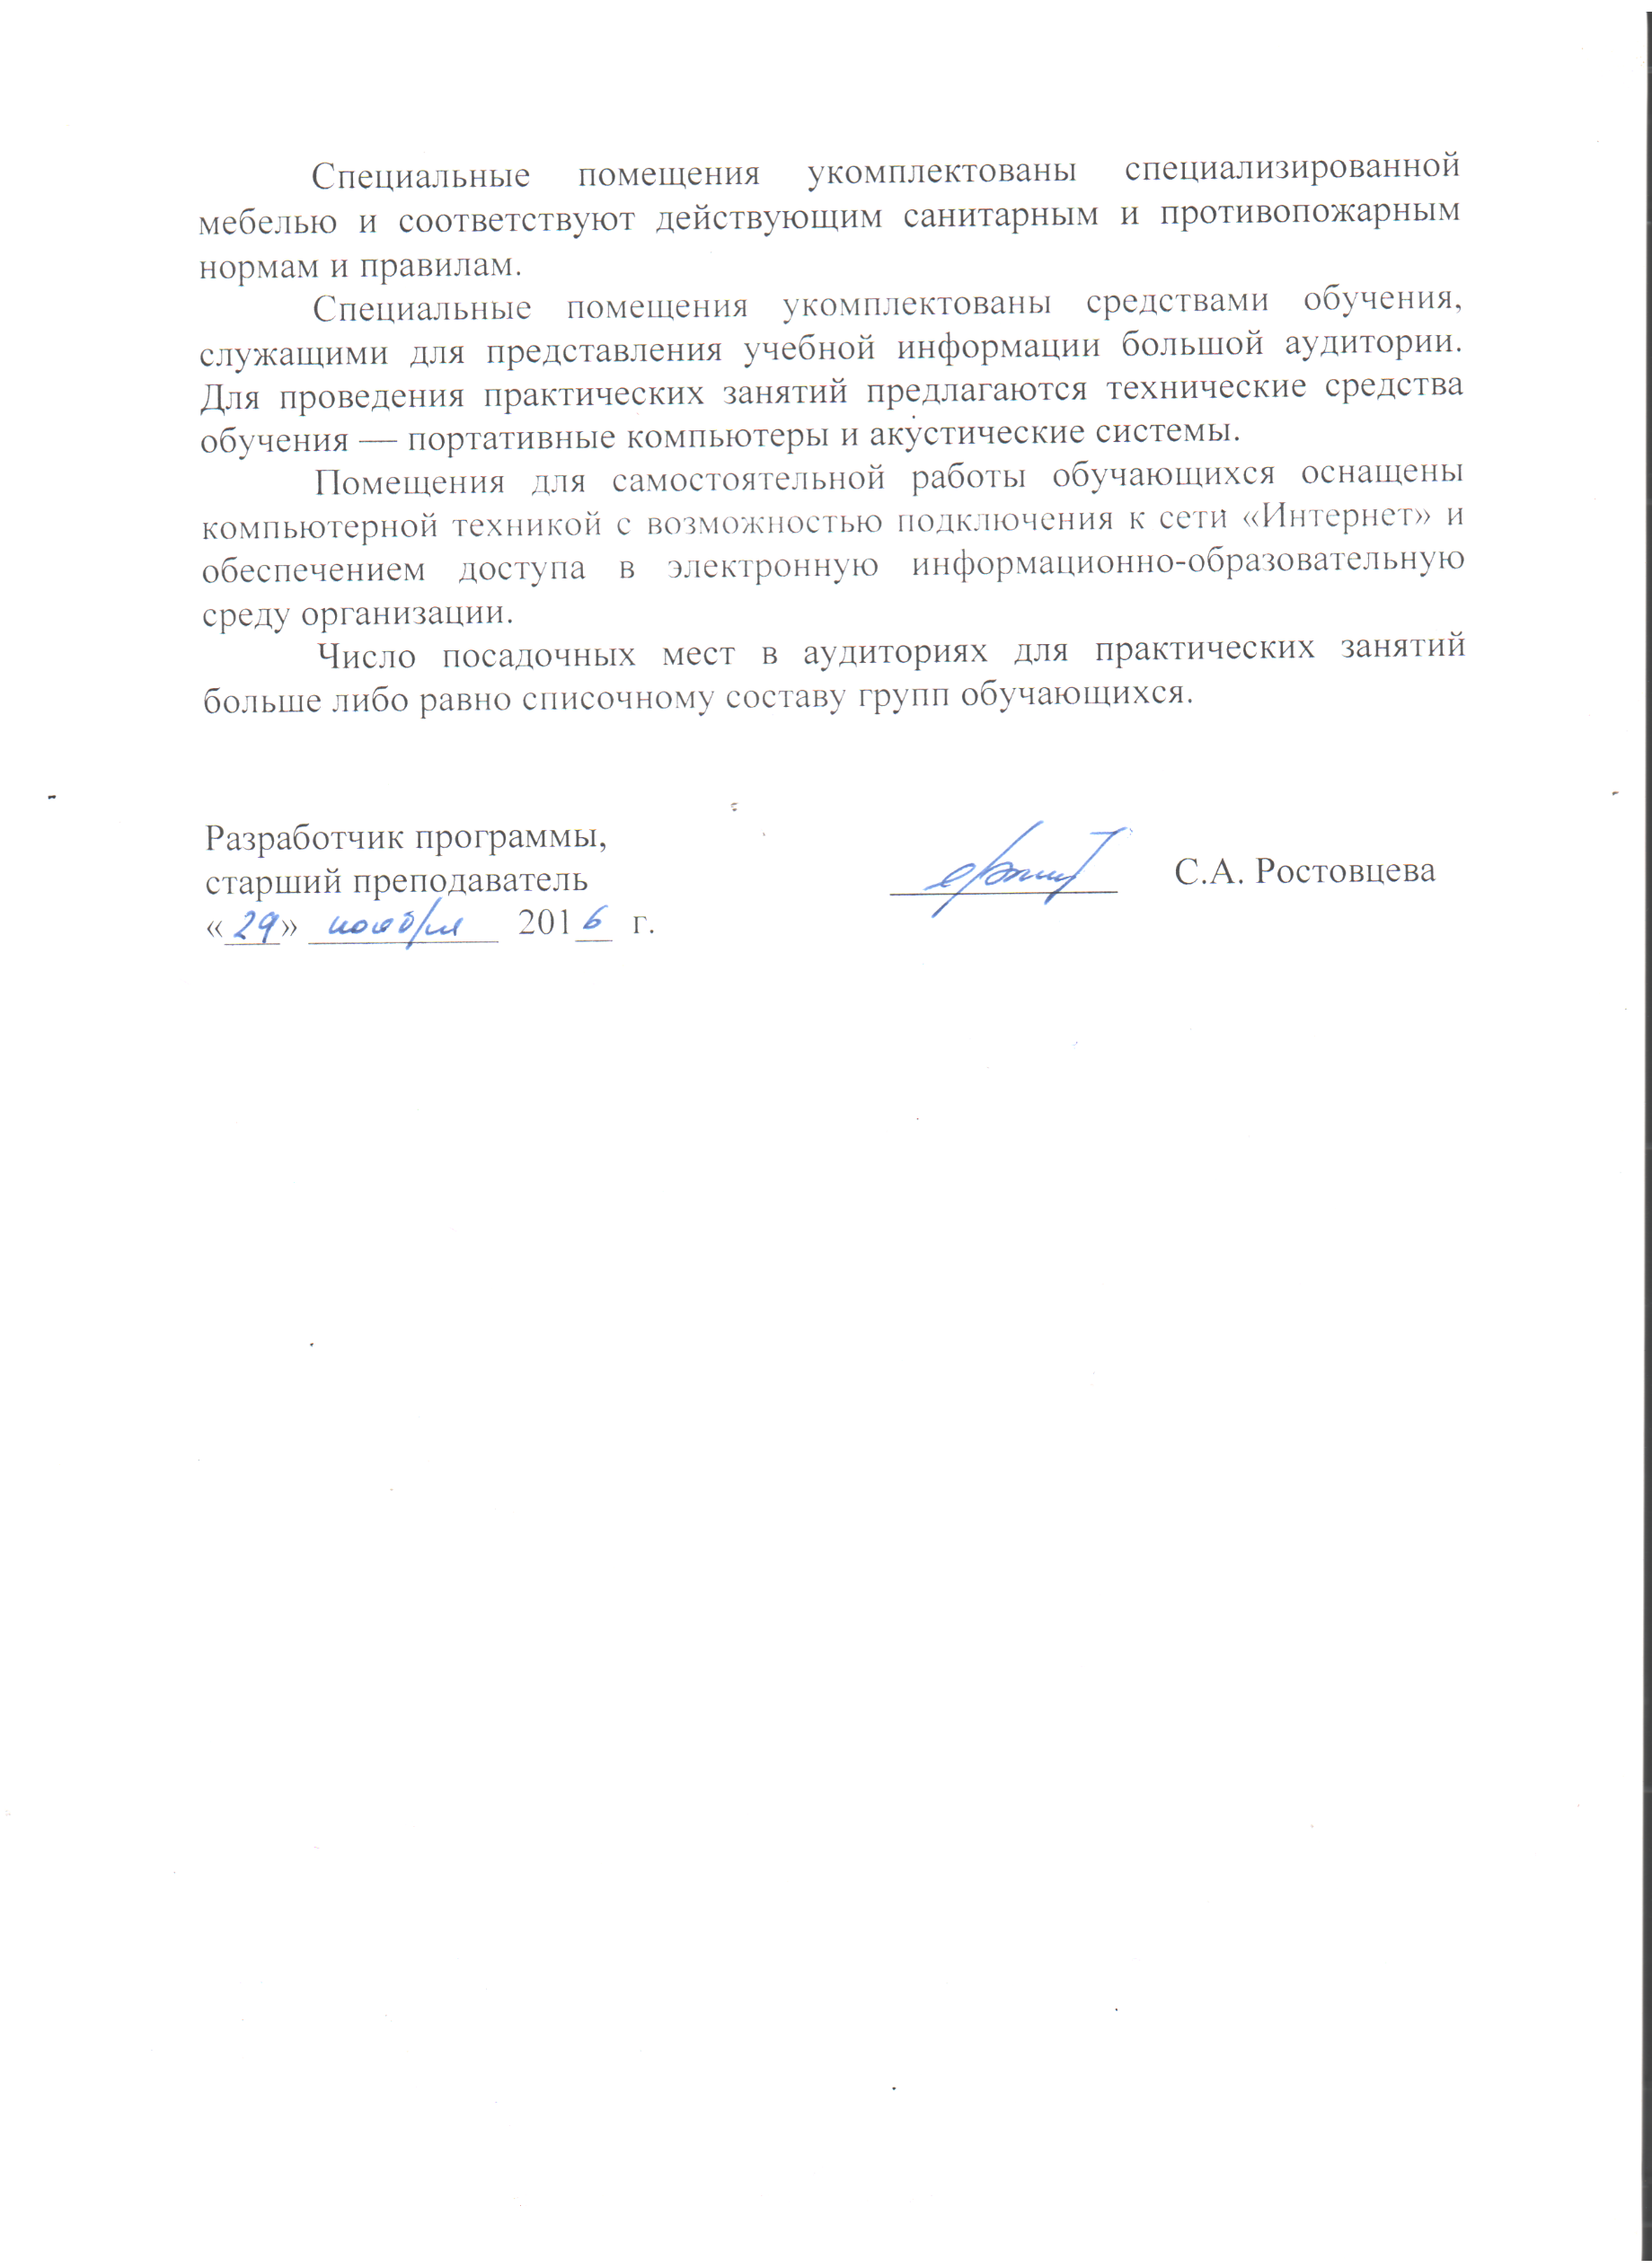 Специальные помещения укомплектованы специализированной
мебелью и соответствуют действующим санитарным и противопожарным
нормам и правилам.
Специальные помещения укомплектованы средствами обучения,
служащими для представления учебной информации большой аудитории.
Для проведения практических занятий предлагаются технические средства
обучения — портативные компьютеры и акустические системы.
Помещения для самостоятельной работы обучающихся оснащены
компьютерной техникой с возможностью подключения к сети «Интернет» и
обеспечением доступа в электронную информационно-образовательную
среду организации.
Число посадочных мест в аудиториях для практических занятий
больше либо равно списочному составу групп обучающихся.
Разработчик программы,
старший преподаватель С.А. Ростовцева
«29» ноября 2016 г.